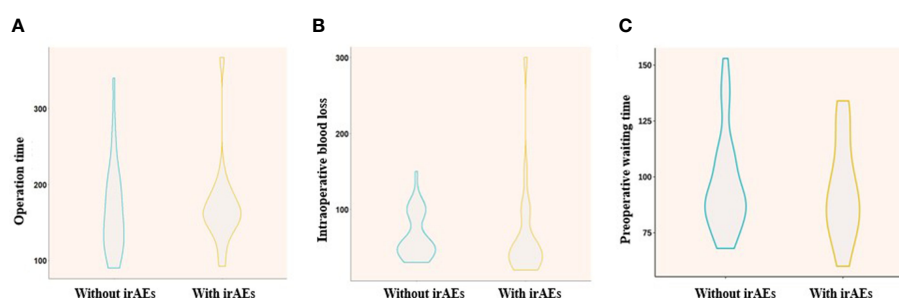 A
Operation time
300
200
100
Without irAEs With irAEs
B
Intraoperative blood loss
300
200
100
Without irAEs With irAEs
C
Preoperative waiting time
150
125
100
75
Without irAEs With irAEs